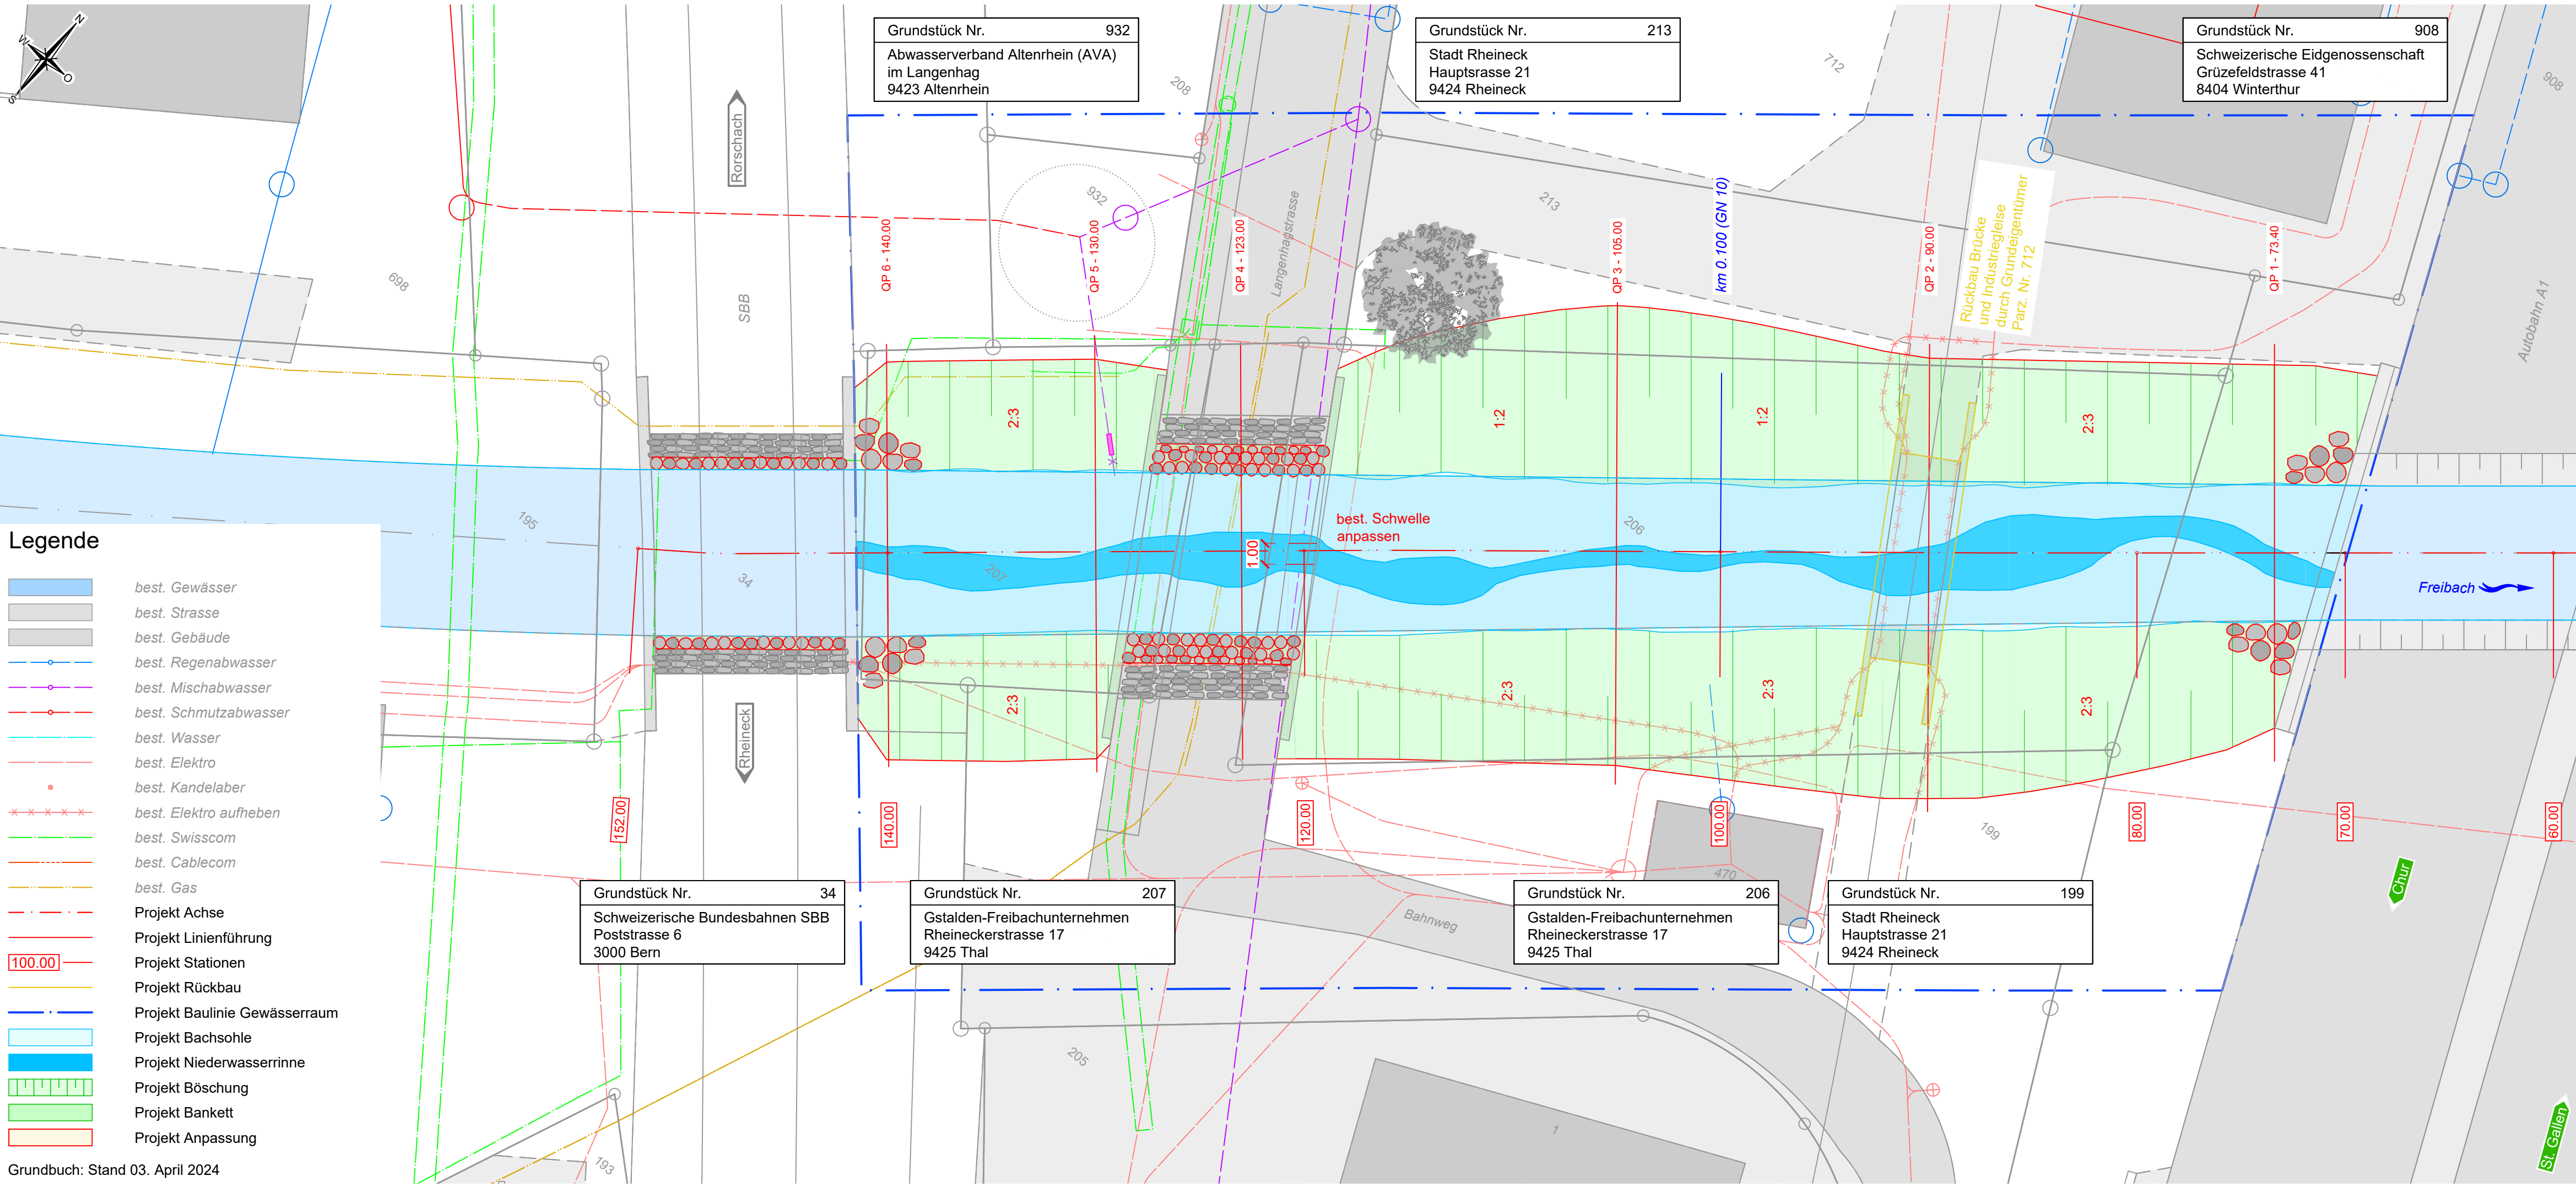 N
W
O
S
Grundstück Nr. 932
Abwasserverband Altenrhein (AVA)
im Langenhag
9423 Altenrhein
Grundstück Nr. 213
Stadt Rheineck
Hauptsrasse 21
9424 Rheineck
Grundstück Nr. 908
Schweizerische Eidgenossenschaft
Grüzefeldstrasse 41
8404 Winterthur
712
908
208
Rorschach
932
213
698
SBB
Langenhagstrasse
QP 6 - 140.00
QP 5 - 130.00
QP 4 - 123.00
QP 3 - 105.00
km 0.100 (GN 10)
QP 2 - 90.00
Rückbau Brücke
und Industriegleise
durch Grundeigentümer
Parz. Nr. 712
QP 1 - 73.40
Autobahn A1
2:3
1:2
1:2
2:3
195
34
207
1.00
best. Schwelle
anpassen
206
Freibach
2:3
2:3
2:3
2:3
Rheineck
152.00
140.00
120.00
100.00
80.00
70.00
60.00
199
470
Chur
St. Gallen
Bahnweg
205
193
1
Grundstück Nr. 34
Schweizerische Bundesbahnen SBB
Poststrasse 6
3000 Bern
Grundstück Nr. 207
Gstalden-Freibachunternehmen
Rheineckerstrasse 17
9425 Thal
Grundstück Nr. 206
Gstalden-Freibachunternehmen
Rheineckerstrasse 17
9425 Thal
Grundstück Nr. 199
Stadt Rheineck
Hauptstrasse 21
9424 Rheineck
Legende
best. Gewässer
best. Strasse
best. Gebäude
best. Regenabwasser
best. Mischabwasser
best. Schmutzabwasser
best. Wasser
best. Elektro
best. Kandelaber
best. Elektro aufheben
best. Swisscom
best. Cablecom
best. Gas
Projekt Achse
Projekt Linienführung
100.00 Projekt Stationen
Projekt Rückbau
Projekt Baulinie Gewässerraum
Projekt Bachsohle
Projekt Niederwasserrinne
Projekt Böschung
Projekt Bankett
Projekt Anpassung
Grundbuch: Stand 03. April 2024